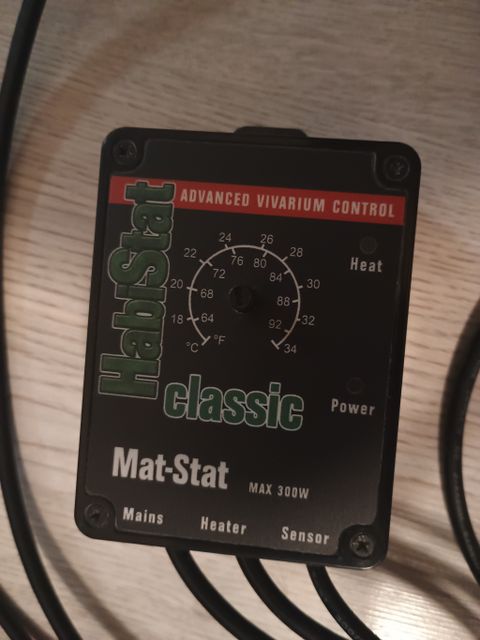 HabiStat
ADVANCED VIVARIUM CONTROL
Heat
°C 18 20 22 24 26 28 30 32 34
°F 64 68 72 76 80 84 88 92
classic
Power
Mat-Stat MAX 300W
Mains Heater Sensor